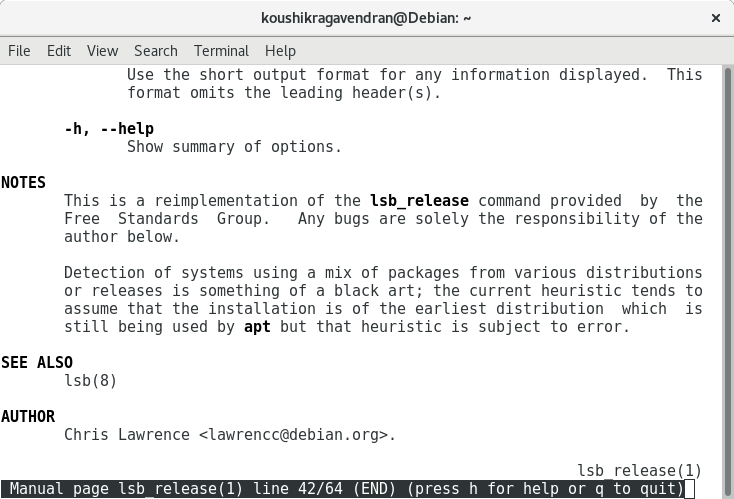 koushikragavendran@Debian: ~
×
File Edit View Search Terminal Help
Use the short output format for any information displayed.  This
format omits the leading header(s).
-h, --help
Show summary of options.
NOTES
This is a reimplementation of the lsb_release command provided  by  the
Free  Standards  Group.   Any bugs are solely the responsibility of the
author below.
Detection of systems using a mix of packages from various distributions
or releases is something of a black art; the current heuristic tends to
assume that the installation is of the earliest distribution  which  is
still being used by apt but that heuristic is subject to error.
SEE ALSO
lsb(8)
AUTHOR
Chris Lawrence <lawrencc@debian.org>.
lsb_release(1)
Manual page lsb_release(1) line 42/64 (END) (press h for help or q to quit)